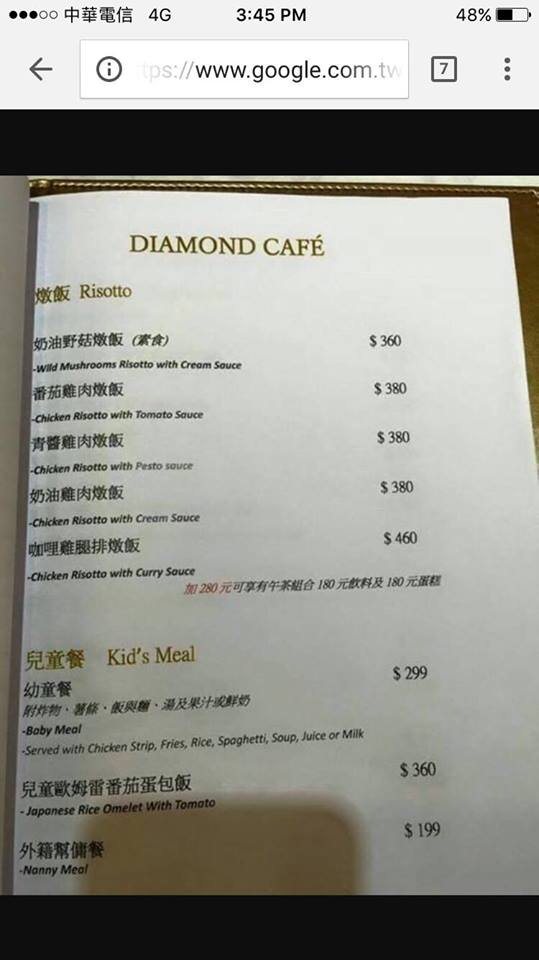 中華電信 4G 3:45 PM 48%
tps://www.google.com.tw
7
DIAMOND CAFÉ
燉飯 Risotto
奶油野菇燉飯 (素食) $ 360
-Wild Mushrooms Risotto with Cream Sauce
番茄雞肉燉飯 $ 380
-Chicken Risotto with Tomato Sauce
青醬雞肉燉飯 $ 380
-Chicken Risotto with Pesto sauce
奶油雞肉燉飯 $ 380
-Chicken Risotto with Cream Sauce
咖哩雞腿排燉飯 $ 460
-Chicken Risotto with Curry Sauce
加 280 元可享有午茶組合 180 元飲料及 180 元蛋糕
兒童餐 Kid's Meal
幼童餐 $ 299
附炸物、薯條、飯與麵、湯及果汁或鮮奶
-Baby Meal
-Served with Chicken Strip, Fries, Rice, Spaghetti, Soup, Juice or Milk
兒童歐姆雷番茄蛋包飯 $ 360
- Japanese Rice Omelet With Tomato
外籍幫傭餐 $ 199
-Nanny Meal